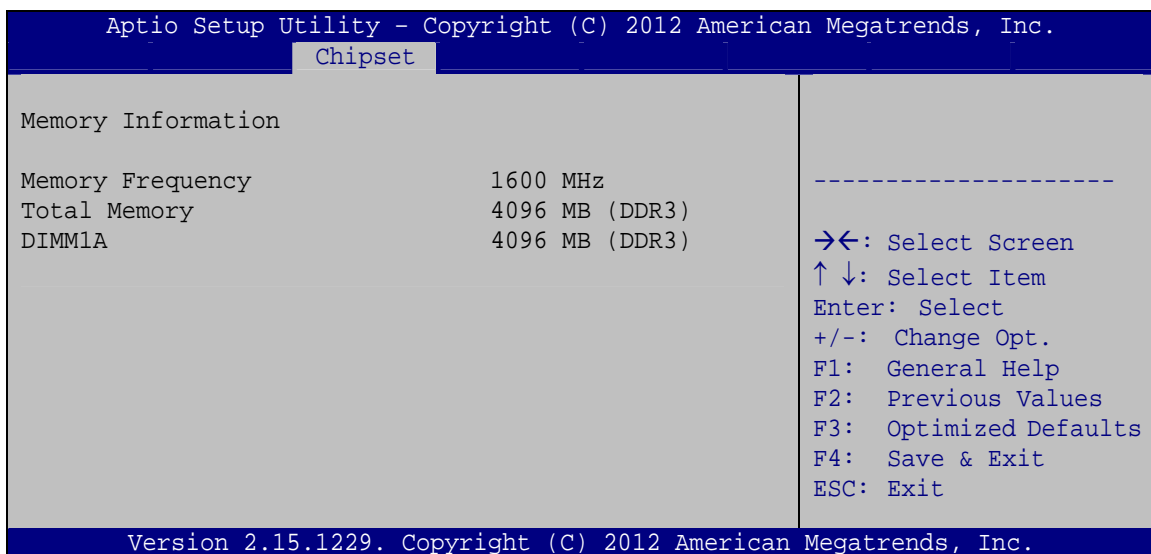 Aptio Setup Utility – Copyright (C) 2012 American Megatrends, Inc.
Chipset
Memory Information
Memory Frequency 1600 MHz
Total Memory 4096 MB (DDR3)
DIMM1A 4096 MB (DDR3)
---------------------
→←: Select Screen
↑ ↓: Select Item
Enter: Select
+/-: Change Opt.
F1: General Help
F2: Previous Values
F3: Optimized Defaults
F4: Save & Exit
ESC: Exit
Version 2.15.1229. Copyright (C) 2012 American Megatrends, Inc.